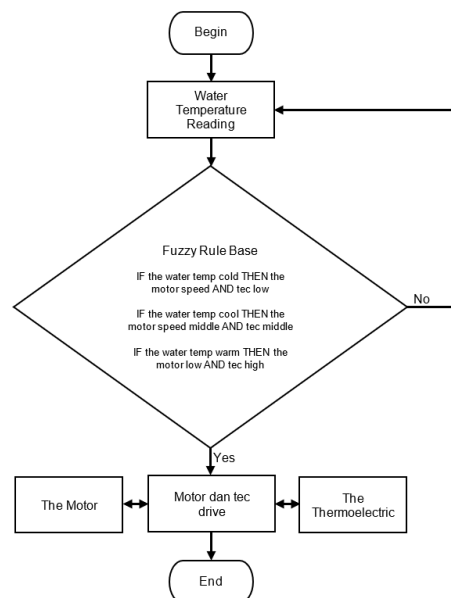 Begin
Water
Temperature
Reading
Fuzzy Rule Base
IF the water temp cold THEN the
motor speed AND tec low
IF the water temp cool THEN the
motor speed middle AND tec middle
IF the water temp warm THEN the
motor low AND tec high
No
Yes
The Motor
Motor dan tec
drive
The
Thermoelectric
End